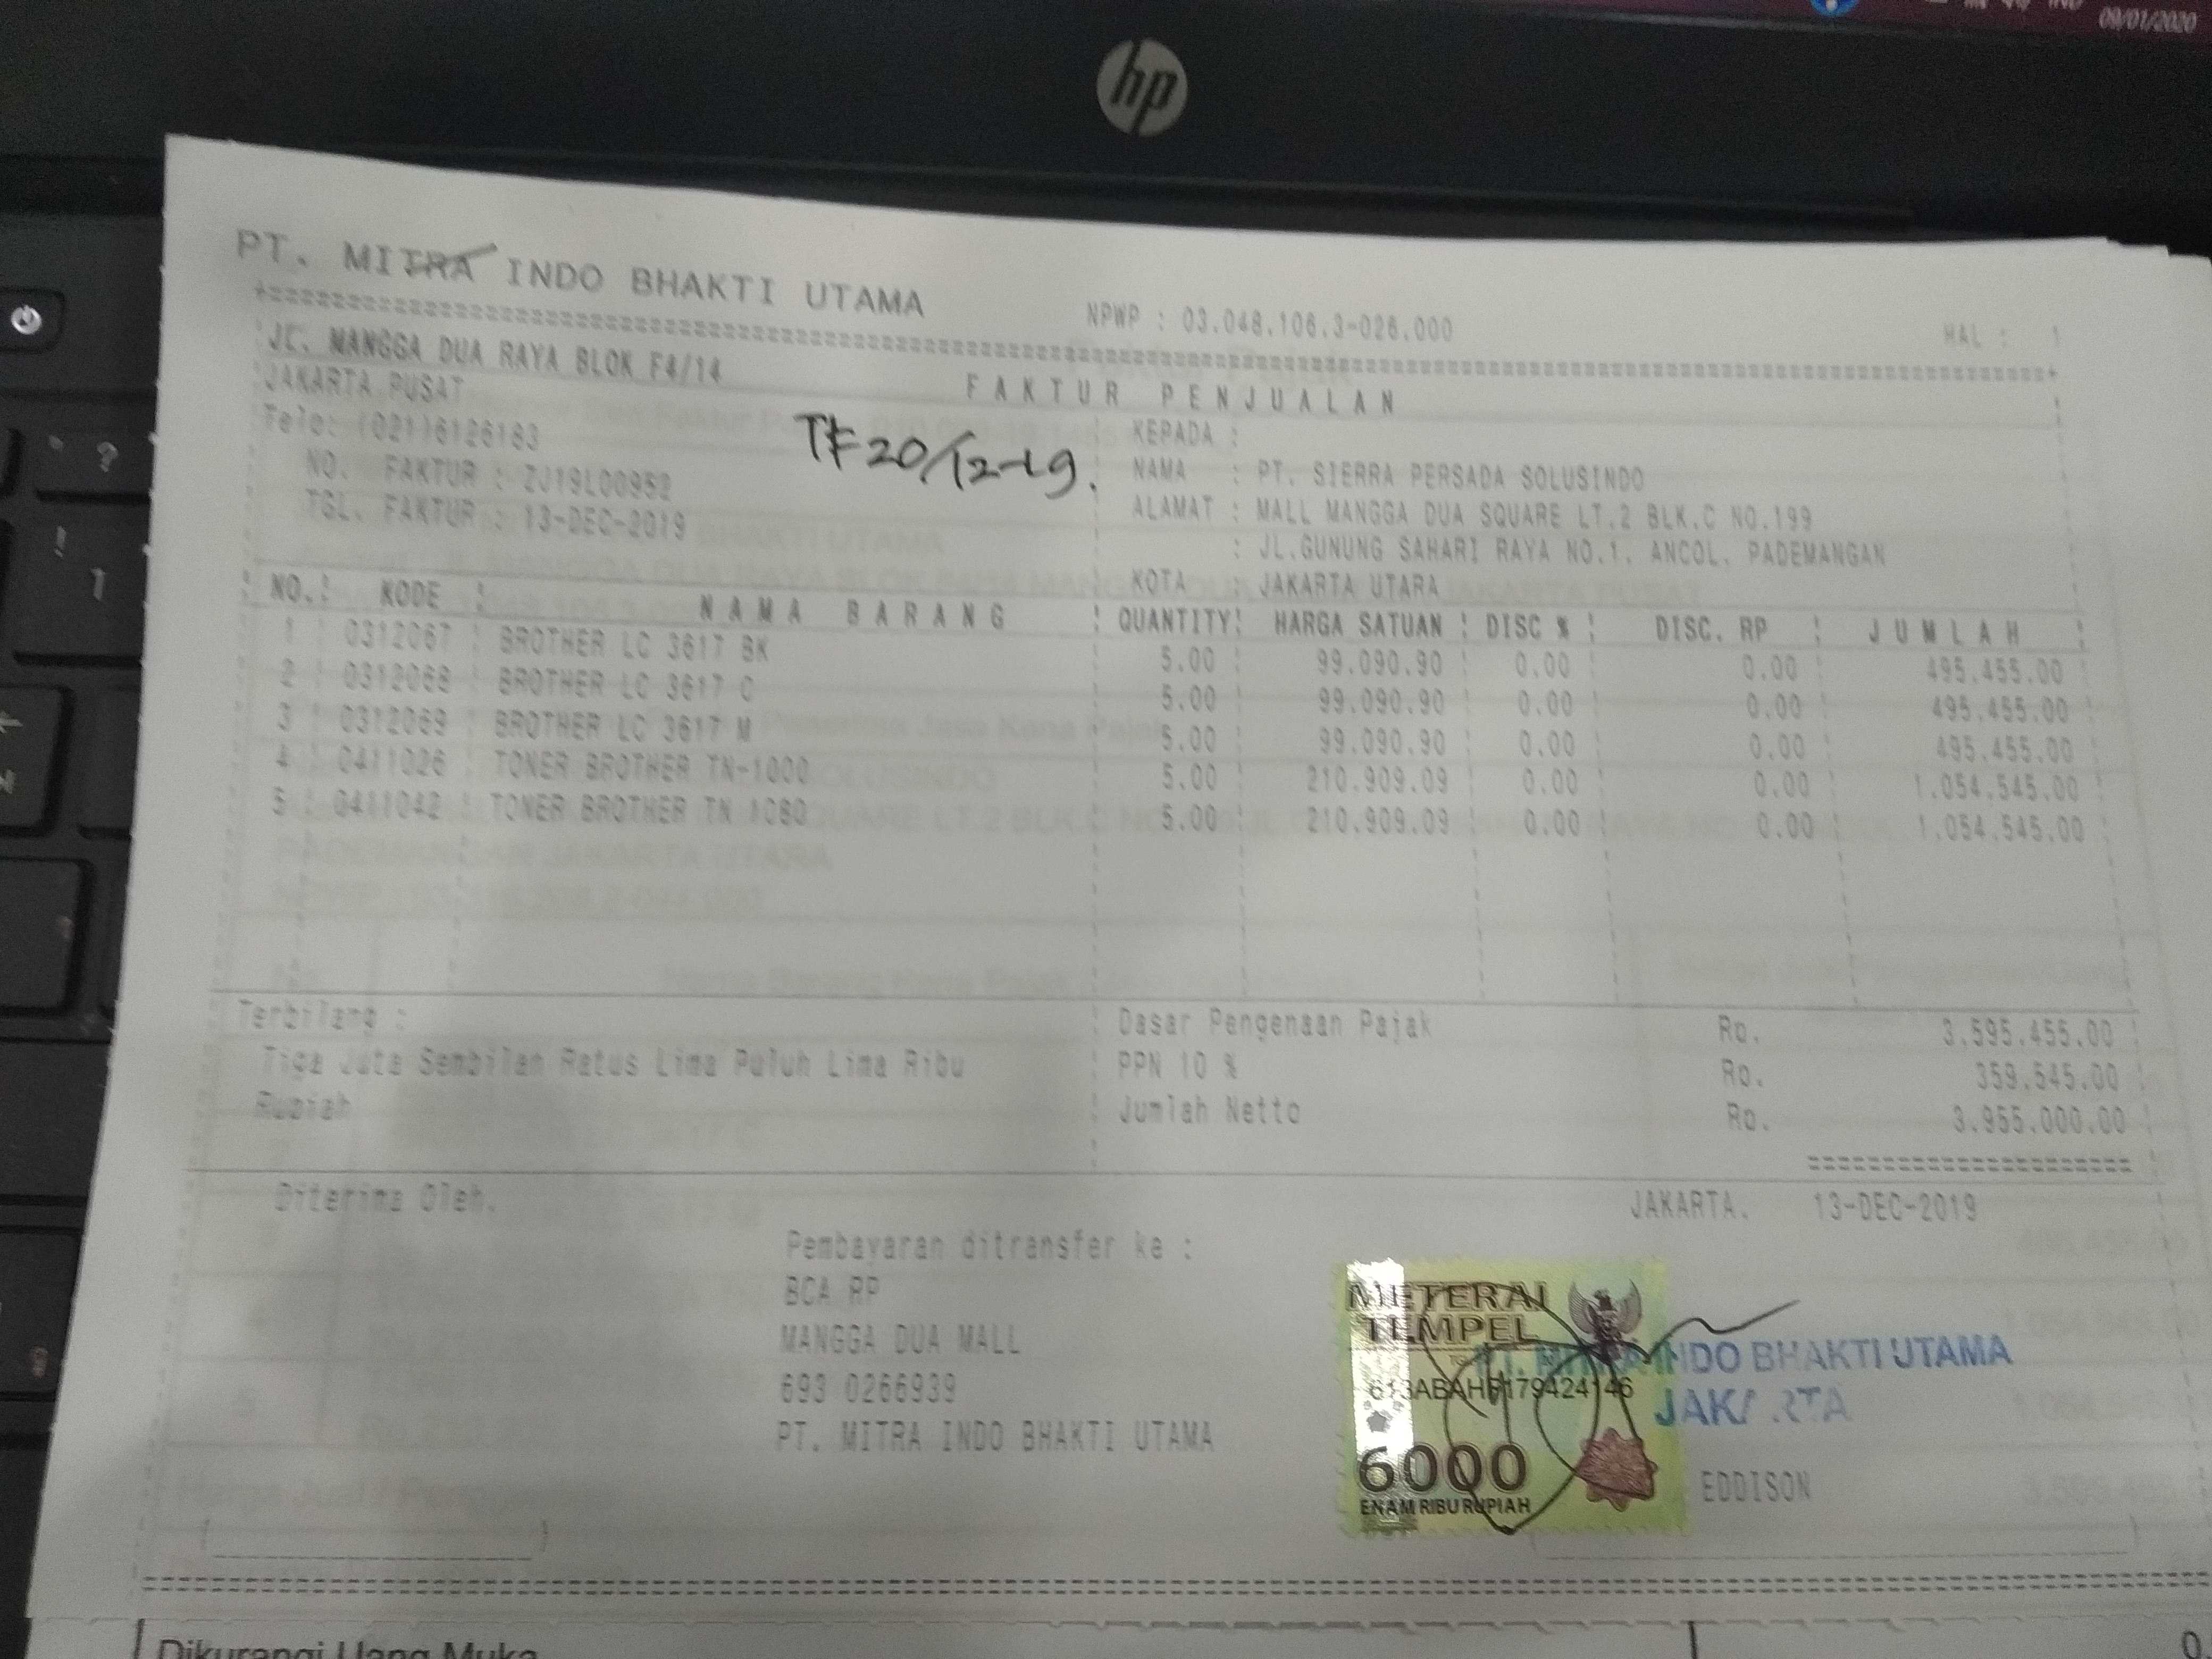 09/01/2020
hp
PT. MITRA INDO BHAKTI UTAMA
NPWP : 03.048.106.3-026.000
HAL : 1
JL. MANGGA DUA RAYA BLOK F4/14
JAKARTA PUSAT
FAKTUR PENJUALAN
Telp: (021)6126183
TF 20/12-19.
NO. FAKTUR : ZJ19L00952
TGL. FAKTUR : 13-DEC-2019
KEPADA :
NAMA : PT. SIERRA PERSADA SOLUSINDO
ALAMAT : MALL MANGGA DUA SQUARE LT.2 BLK.C NO.199
: JL.GUNUNG SAHARI RAYA NO.1, ANCOL, PADEMANGAN
KOTA : JAKARTA UTARA
NO. KODE NAMA BARANG QUANTITY HARGA SATUAN DISC % DISC. RP JUMLAH
1 0312067 BROTHER LC 3617 BK 5.00 99.090.90 0.00 0.00 495.455.00
2 0312068 BROTHER LC 3617 C 5.00 99.090.90 0.00 0.00 495.455.00
3 0312069 BROTHER LC 3617 M 5.00 99.090.90 0.00 0.00 495.455.00
4 0411026 TONER BROTHER TN-1000 5.00 210.909.09 0.00 0.00 1.054.545.00
5 0411042 TONER BROTHER TN 1080 5.00 210.909.09 0.00 0.00 1.054.545.00
Terbilang :
Tiga Juta Sembilan Ratus Lima Puluh Lima Ribu
Rupiah
Dasar Pengenaan Pajak Rp. 3.595.455.00
PPN 10 % Rp. 359.545.00
Jumlah Netto Rp. 3.955.000.00
Diterima Oleh,
JAKARTA, 13-DEC-2019
Pembayaran ditransfer ke :
BCA RP
MANGGA DUA MALL
693 0266939
PT. MITRA INDO BHAKTI UTAMA
METERAI
TEMPEL
613ABAHF179424146
6000
ENAM RIBU RUPIAH
PT. MITRA INDO BHAKTI UTAMA
JAKARTA
EDDISON
Dikurangi Uang Muka